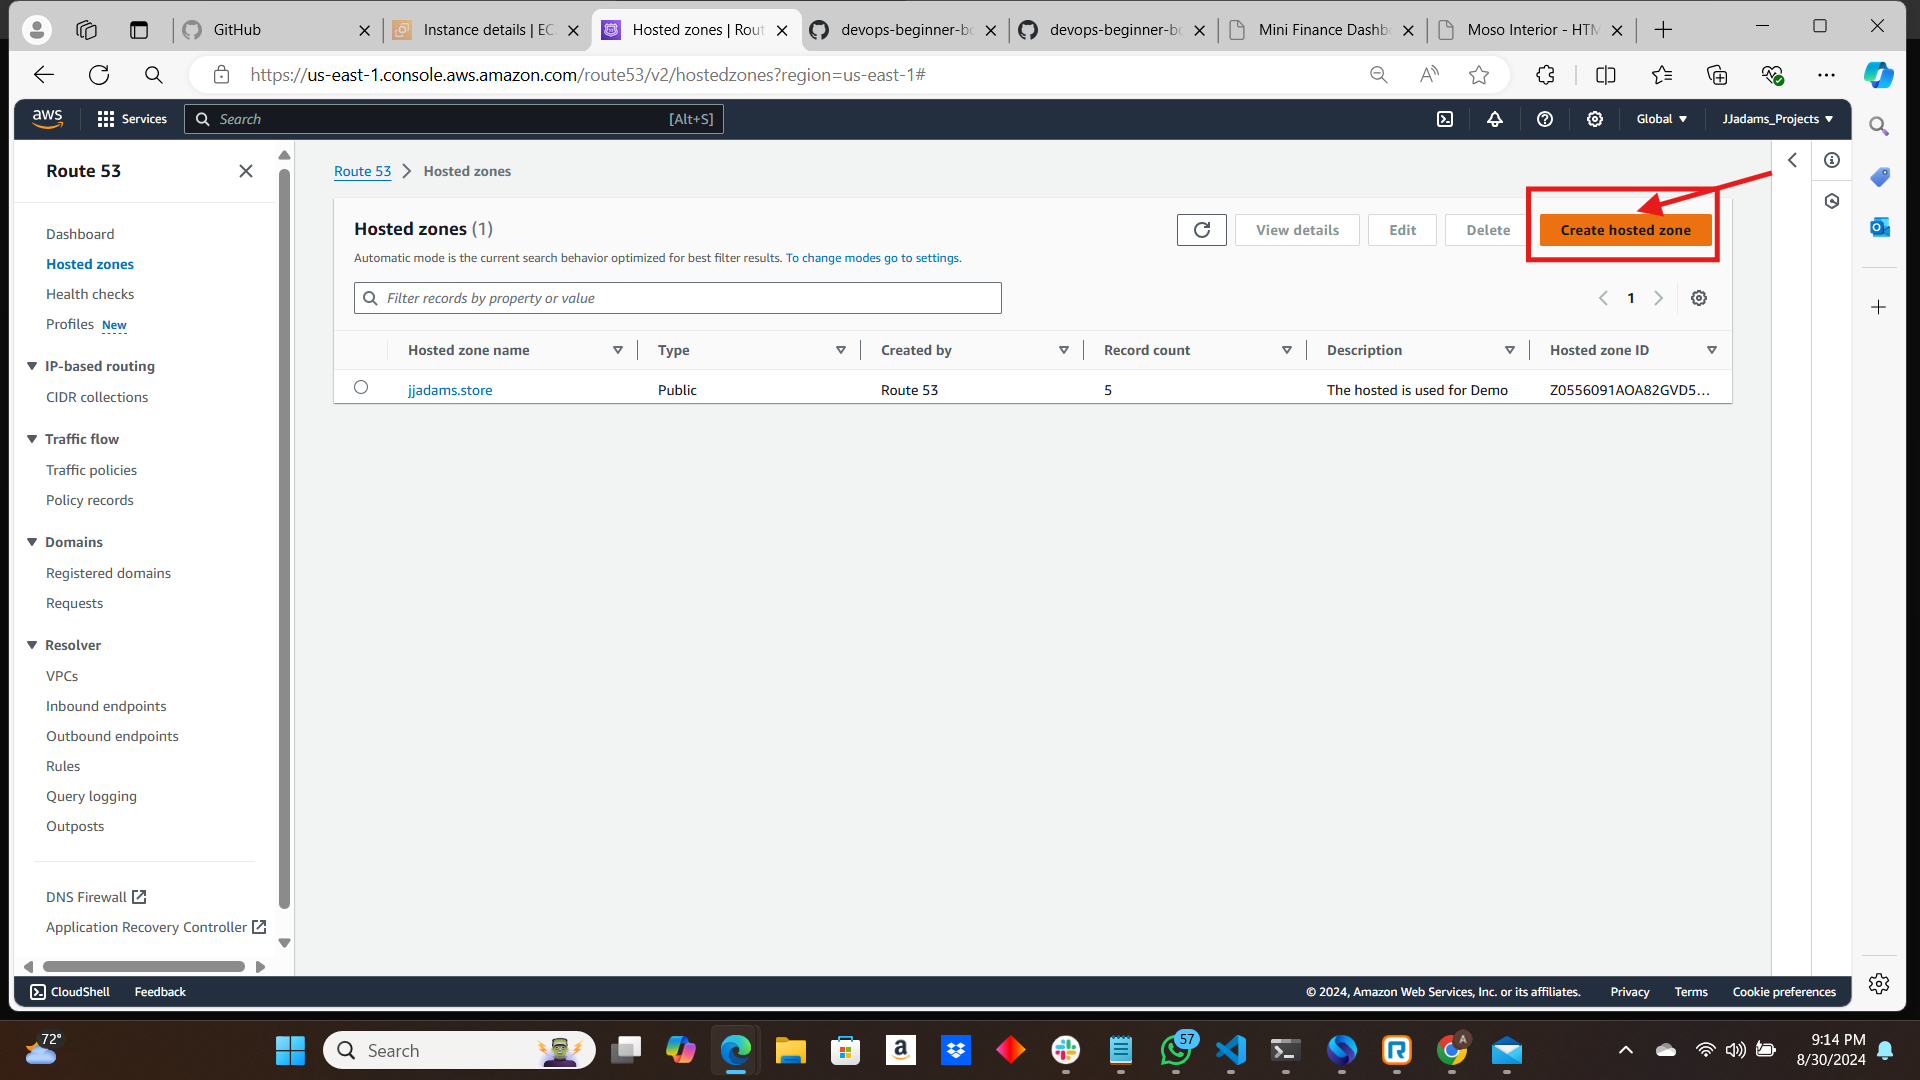 GitHub
Instance details | EC
Hosted zones | Rout
devops-beginner-bo
devops-beginner-bo
Mini Finance Dashb
Moso Interior - HTM
https://us-east-1.console.aws.amazon.com/route53/v2/hostedzones?region=us-east-1#
aws
Services
Search
[Alt+S]
Global
JJadams_Projects
Route 53
Dashboard
Hosted zones
Health checks
Profiles New
IP-based routing
CIDR collections
Traffic flow
Traffic policies
Policy records
Domains
Registered domains
Requests
Resolver
VPCs
Inbound endpoints
Outbound endpoints
Rules
Query logging
Outposts
DNS Firewall
Application Recovery Controller
Route 53
Hosted zones
Hosted zones (1)
View details
Edit
Delete
Create hosted zone
Automatic mode is the current search behavior optimized for best filter results. To change modes go to settings.
Filter records by property or value
1
Hosted zone name
Type
Created by
Record count
Description
Hosted zone ID
jjadams.store
Public
Route 53
5
The hosted is used for Demo
Z0556091AOA82GVD5...
CloudShell
Feedback
© 2024, Amazon Web Services, Inc. or its affiliates.
Privacy
Terms
Cookie preferences
72°
Search
57
A
9:14 PM
8/30/2024